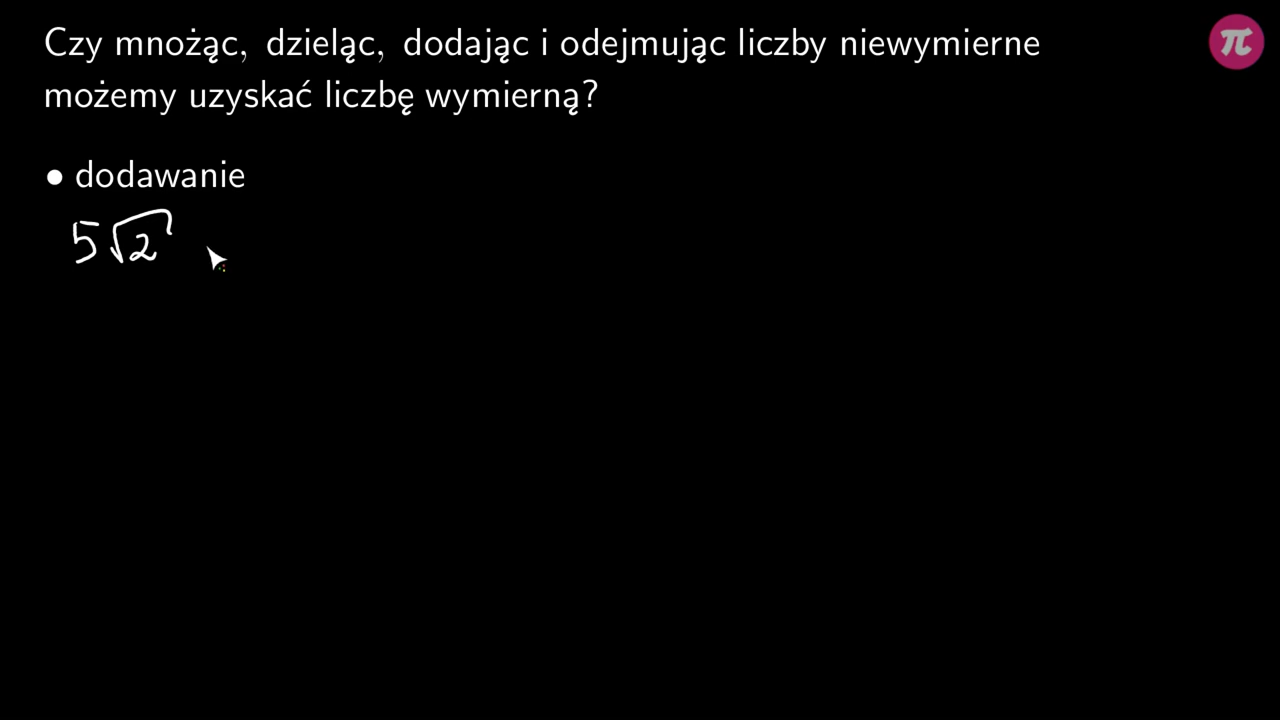 Czy mnożąc, dzieląc, dodając i odejmując liczby niewymierne
możemy uzyskać liczbę wymierną?
• dodawanie
5√2
π